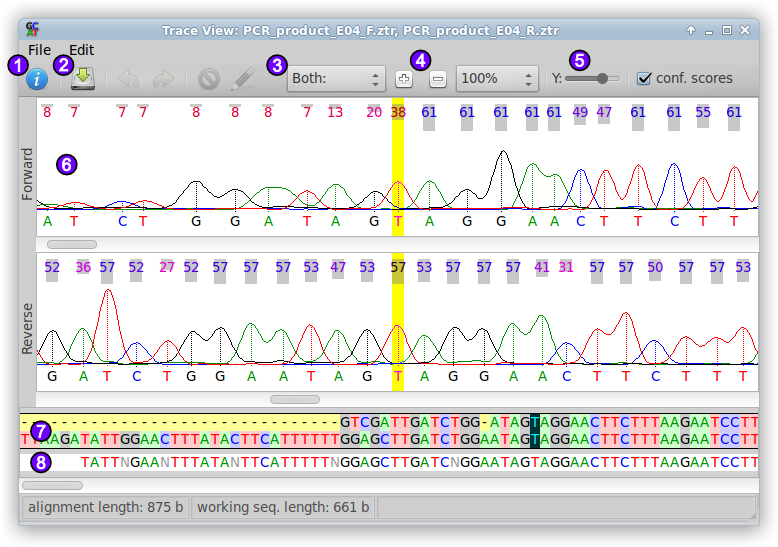 GC
AT
Trace View: PCR_product_E04_F.ztr, PCR_product_E04_R.ztr
File Edit
1 2 3 4 5
Both: 100% Y: conf. scores
8 7 7 7 8 8 8 7 13 20 38 61 61 61 61 61 49 47 61 61 55 61
6
Forward
A T C T G G A T A G T A G G A A C T T C T T
52 36 57 52 27 52 57 57 57 53 47 53 57 53 57 57 57 41 31 57 57 50 57 57 53
Reverse
G A T C T G G A A T A G T A G G A A C T T C T T T
--------------------------------GTCGATTGATCTGG-ATAGTAGGAACTTCTTTAAGAATCCTT
7
TTAAGATATTGGAACTTTATACTTCATTTTTTGGAGCTTGATCTGGAATAGTAGGAACTTCTTTAAGAATCCTT
8
TATTNGAANTTTATANTTCATTTTTNGGAGCTTGATCNGGAATAGTAGGAACTTCTTTAAGAATCCTT
alignment length: 875 b working seq. length: 661 b